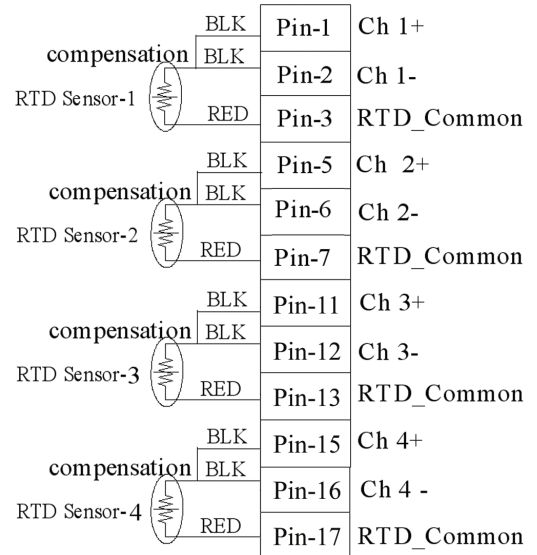 BLK Pin-1 Ch 1+
compensation BLK Pin-2 Ch 1-
RTD Sensor-1
RED Pin-3 RTD_Common
BLK Pin-5 Ch 2+
compensation BLK Pin-6 Ch 2-
RTD Sensor-2
RED Pin-7 RTD_Common
BLK Pin-11 Ch 3+
compensation BLK Pin-12 Ch 3-
RTD Sensor-3
RED Pin-13 RTD_Common
BLK Pin-15 Ch 4+
compensation BLK Pin-16 Ch 4 -
RTD Sensor-4
RED Pin-17 RTD_Common